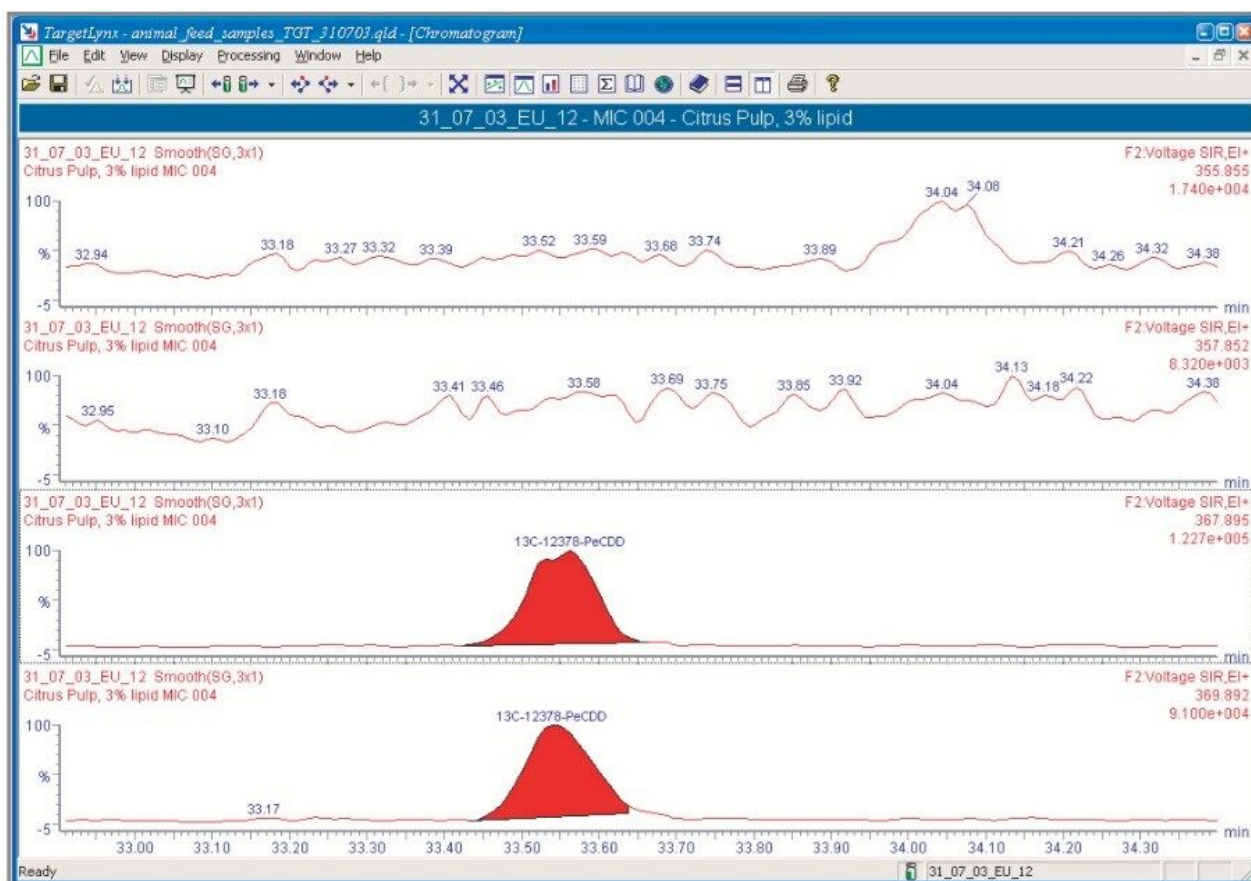 TargetLynx - animal_feed_samples_TGT_310703.qld - [Chromatogram]
File Edit View Display Processing Window Help
31_07_03_EU_12 - MIC 004 - Citrus Pulp, 3% lipid
31_07_03_EU_12 Smooth(SG,3x1)
Citrus Pulp, 3% lipid MIC 004
F2:Voltage SIR,EI+
355.855
1.740e+004
100
%
-5
32.94
33.18
33.27
33.32
33.39
33.52
33.59
33.68
33.74
33.89
34.04
34.08
34.21
34.26
34.32
34.38
min
31_07_03_EU_12 Smooth(SG,3x1)
Citrus Pulp, 3% lipid MIC 004
F2:Voltage SIR,EI+
357.852
8.320e+003
100
%
-5
32.95
33.10
33.18
33.41
33.46
33.58
33.69
33.75
33.85
33.92
34.04
34.13
34.18
34.22
34.38
min
31_07_03_EU_12 Smooth(SG,3x1)
Citrus Pulp, 3% lipid MIC 004
F2:Voltage SIR,EI+
367.895
1.227e+005
100
%
-5
13C-12378-PeCDD
min
31_07_03_EU_12 Smooth(SG,3x1)
Citrus Pulp, 3% lipid MIC 004
F2:Voltage SIR,EI+
369.892
9.100e+004
100
%
-5
13C-12378-PeCDD
33.17
min
33.00 33.10 33.20 33.30 33.40 33.50 33.60 33.70 33.80 33.90 34.00 34.10 34.20 34.30
Ready
31_07_03_EU_12